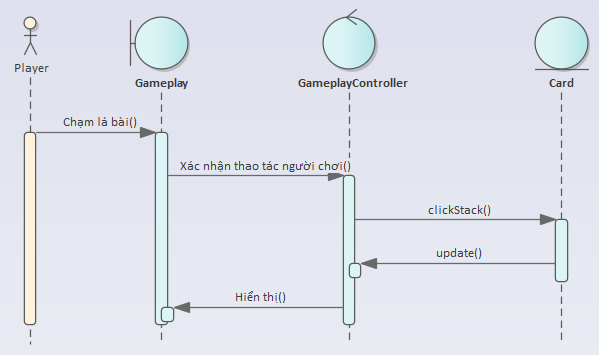 Player
Gameplay
GameplayController
Card
Chạm lá bài()
Xác nhận thao tác người chơi()
clickStack()
update()
Hiển thị()